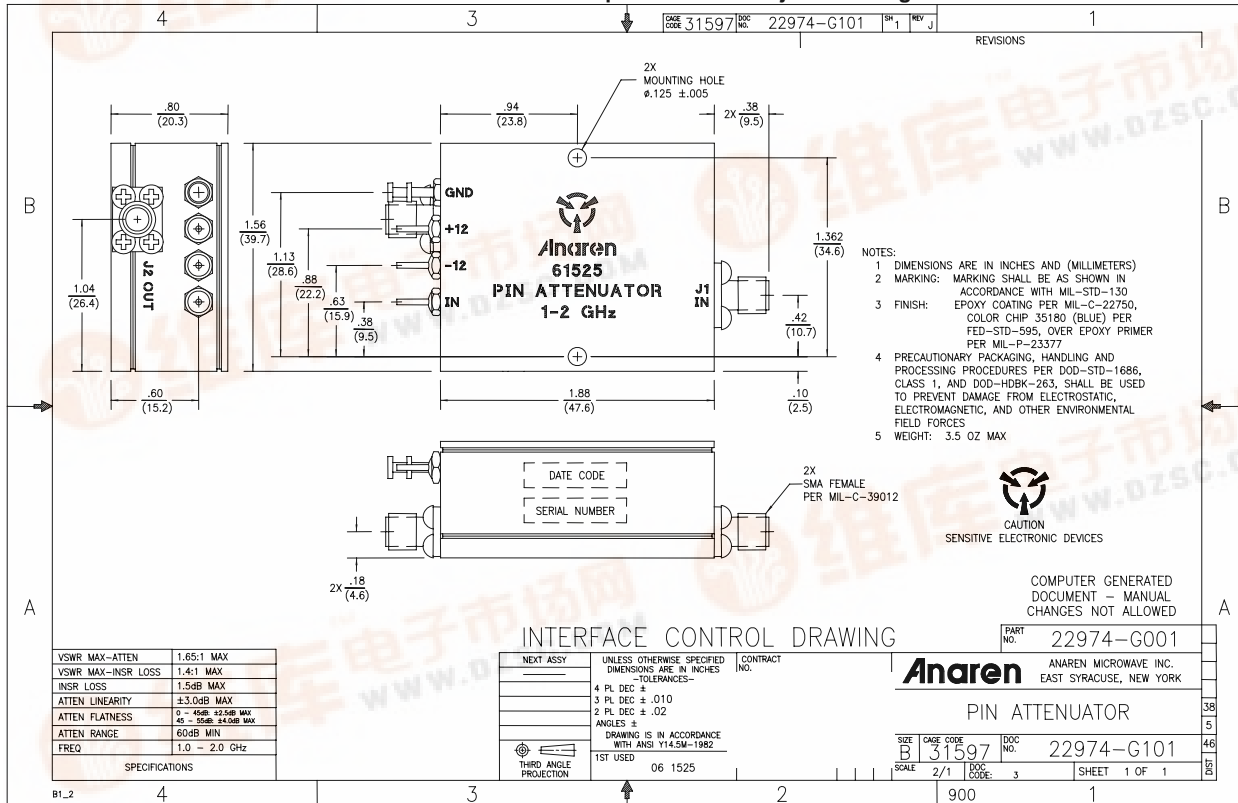 4
3
1
CAGE CODE 31597 DOC NO. 22974-G101 SH 1 REV J
REVISIONS
2X
MOUNTING HOLE
ø.125 ±.005
.80
(20.3)
.94
(23.8)
2X .38
(9.5)
B
B
GND
+12
-12
IN
Anaren
61525
PIN ATTENUATOR
1-2 GHz
J1
IN
J2 OUT
1.04
(26.4)
1.56
(39.7)
1.13
(28.6)
.88
(22.2)
.63
(15.9)
.38
(9.5)
1.362
(34.6)
.42
(10.7)
.10
(2.5)
.60
(15.2)
1.88
(47.6)
NOTES:
1 DIMENSIONS ARE IN INCHES AND (MILLIMETERS)
2 MARKING: MARKING SHALL BE AS SHOWN IN
ACCORDANCE WITH MIL-STD-130
3 FINISH: EPOXY COATING PER MIL-C-22750,
COLOR CHIP 35180 (BLUE) PER
FED-STD-595, OVER EPOXY PRIMER
PER MIL-P-23377
4 PRECAUTIONARY PACKAGING, HANDLING AND
PROCESSING PROCEDURES PER DOD-STD-1686,
CLASS 1, AND DOD-HDBK-263, SHALL BE USED
TO PREVENT DAMAGE FROM ELECTROSTATIC,
ELECTROMAGNETIC, AND OTHER ENVIRONMENTAL
FIELD FORCES
5 WEIGHT: 3.5 OZ MAX
DATE CODE
SERIAL NUMBER
2X
SMA FEMALE
PER MIL-C-39012
2X .18
(4.6)
CAUTION
SENSITIVE ELECTRONIC DEVICES
COMPUTER GENERATED
DOCUMENT - MANUAL
CHANGES NOT ALLOWED
A
A
INTERFACE CONTROL DRAWING
PART NO. 22974-G001
VSWR MAX-ATTEN 1.65:1 MAX
VSWR MAX-INSR LOSS 1.4:1 MAX
INSR LOSS 1.5dB MAX
ATTEN LINEARITY ±3.0dB MAX
ATTEN FLATNESS 0 - 45dB: ±2.5dB MAX
45 - 55dB: ±4.0dB MAX
ATTEN RANGE 60dB MIN
FREQ 1.0 - 2.0 GHz
SPECIFICATIONS
NEXT ASSY
UNLESS OTHERWISE SPECIFIED
DIMENSIONS ARE IN INCHES
-TOLERANCES-
4 PL DEC ±
3 PL DEC ± .010
2 PL DEC ± .02
ANGLES ±
DRAWING IS IN ACCORDANCE
WITH ANSI Y14.5M-1982
THIRD ANGLE
PROJECTION
1ST USED
06 1525
CONTRACT
NO.
Anaren
ANAREN MICROWAVE INC.
EAST SYRACUSE, NEW YORK
PIN ATTENUATOR
SIZE B CAGE CODE 31597 DOC NO. 22974-G101
SCALE 2/1 DOC CODE: 3 SHEET 1 OF 1
38
5
46
DIST
B1_2
4
3
2
900
1
维库电子市场网
WWW.DZSC.COM